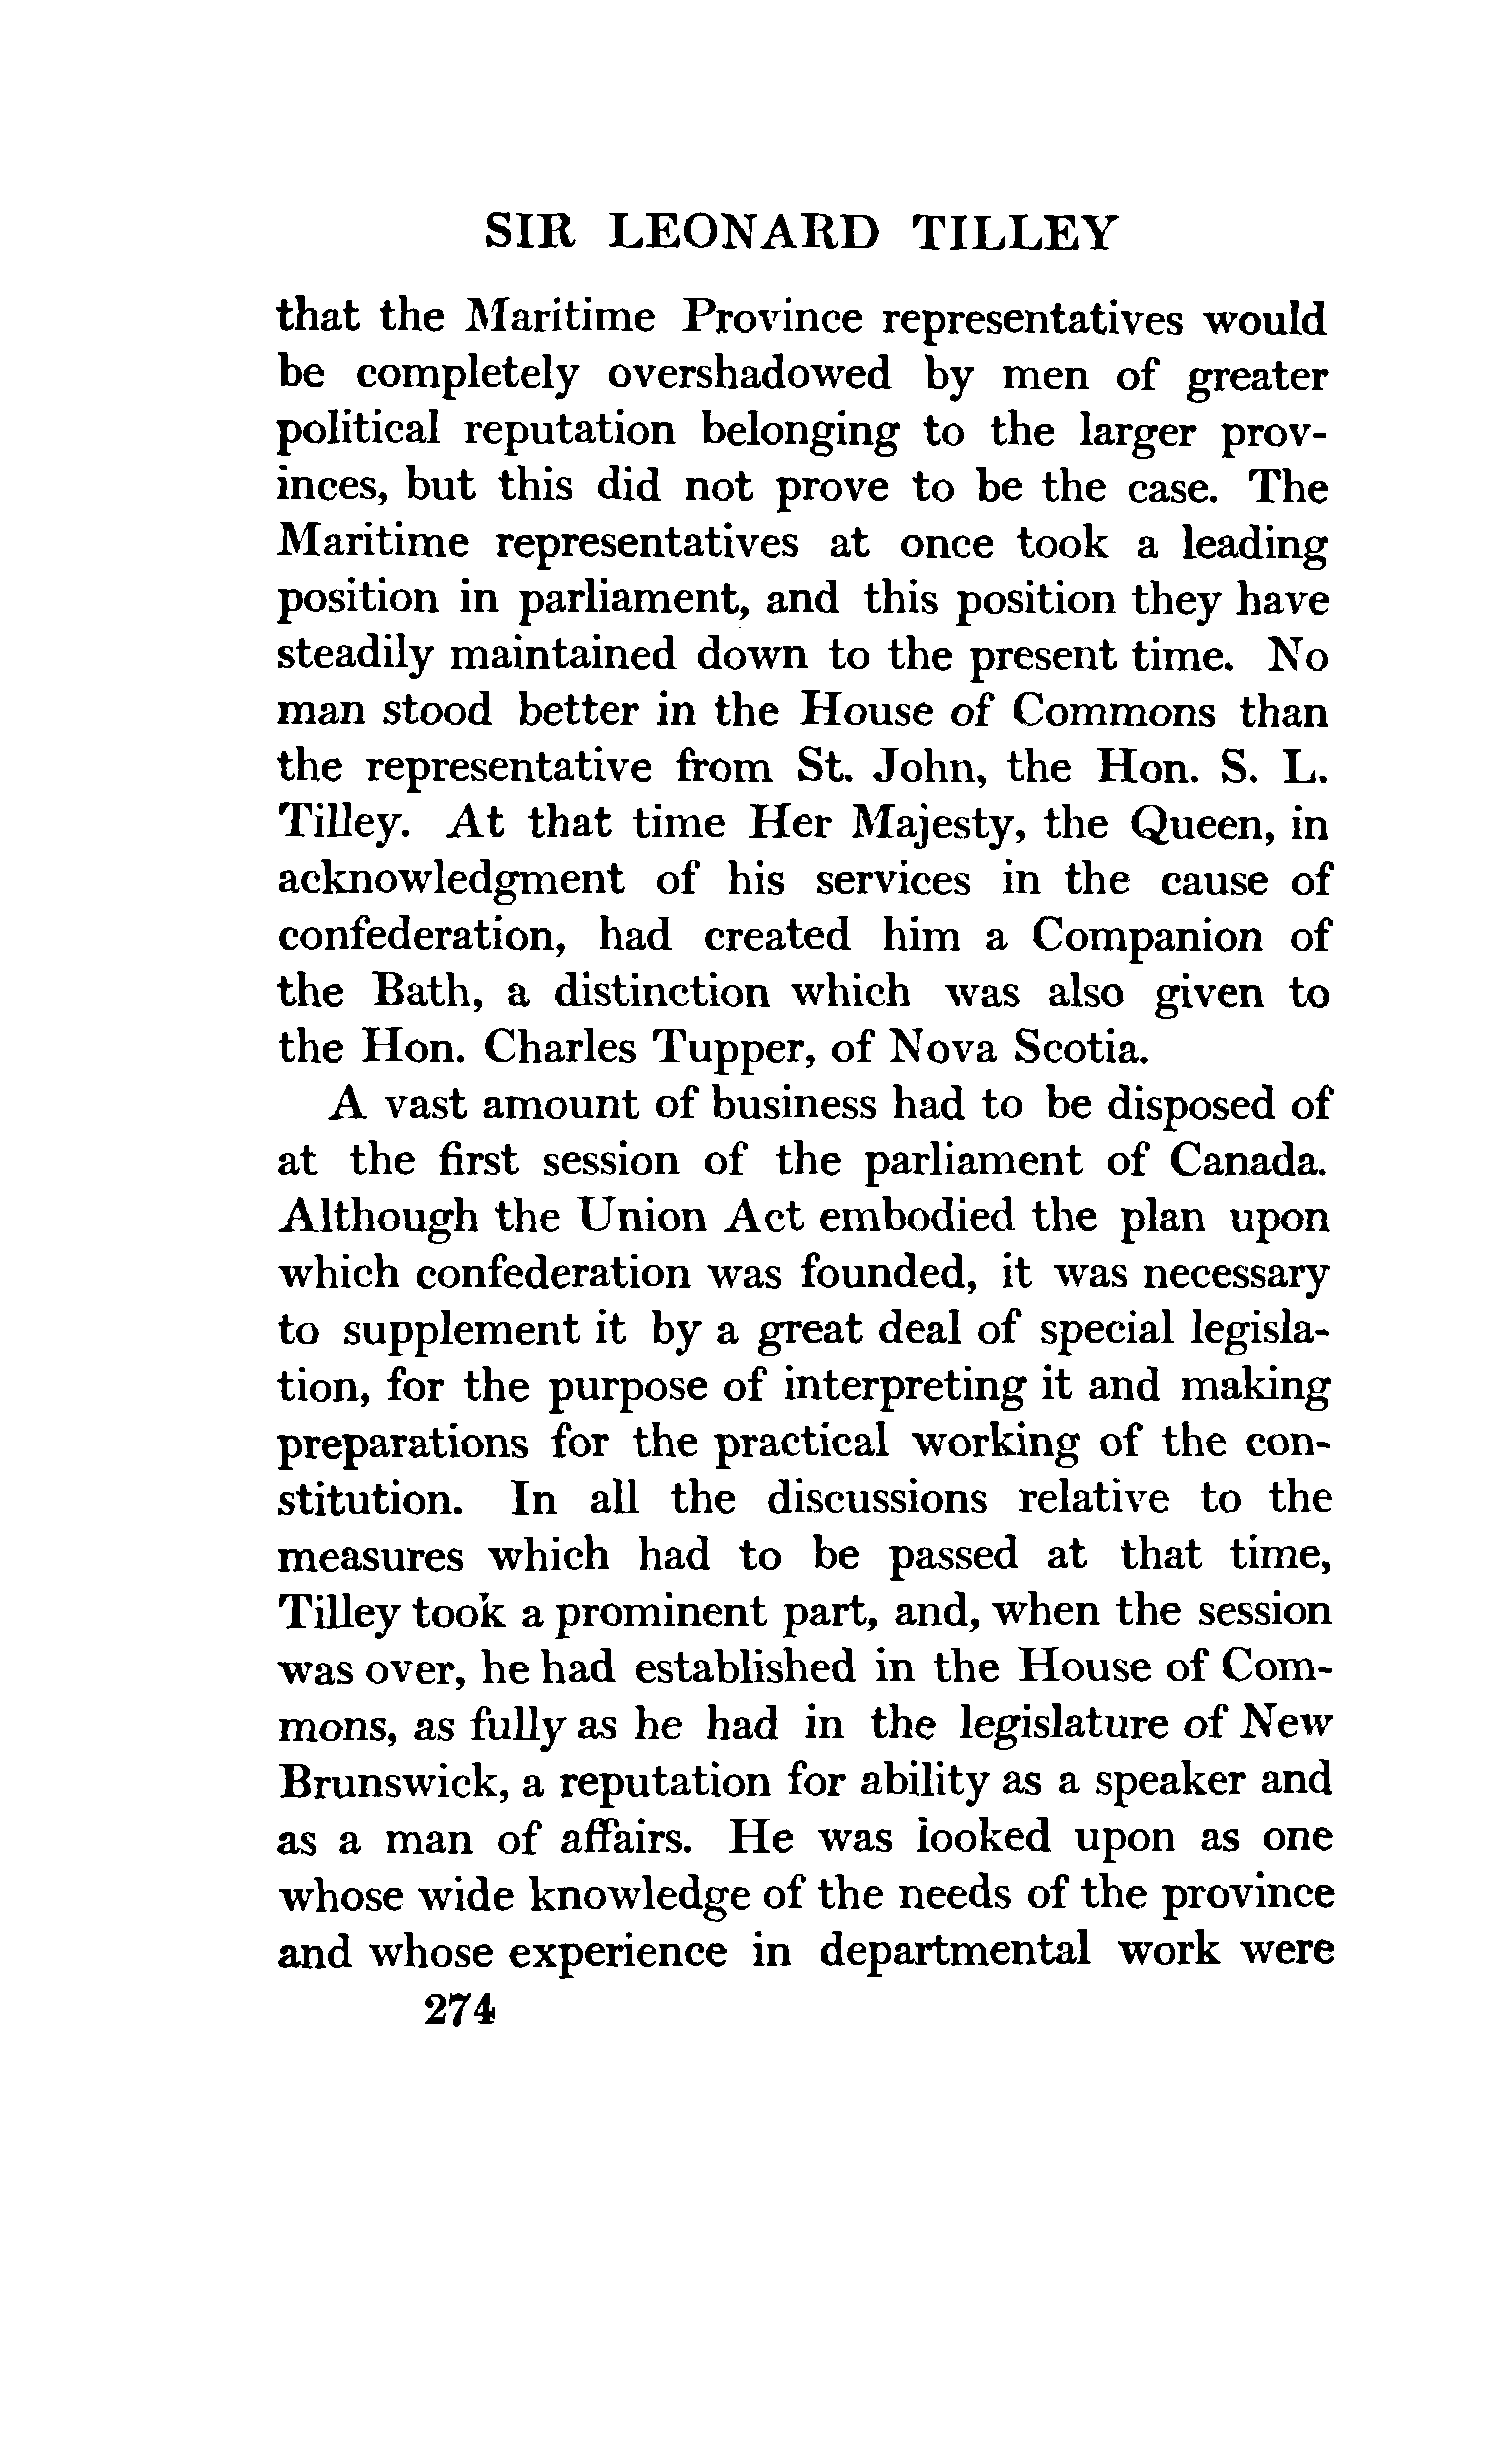 SIR LEONARD TILLEY
that the Maritime Province representatives would
be completely overshadowed by men of greater
political reputation belonging to the larger prov-
inces, but this did not prove to be the case. The
Maritime representatives at once took a leading
position in parliament, and this position they have
steadily maintained down to the present time. No
man stood better in the House of Commons than
the representative from St. John, the Hon. S. L.
Tilley. At that time Her Majesty, the Queen, in
acknowledgment of his services in the cause of
confederation, had created him a Companion of
the Bath, a distinction which was also given to
the Hon. Charles Tupper, of Nova Scotia.
A vast amount of business had to be disposed of
at the first session of the parliament of Canada.
Although the Union Act embodied the plan upon
which confederation was founded, it was necessary
to supplement it by a great deal of special legisla-
tion, for the purpose of interpreting it and making
preparations for the practical working of the con-
stitution. In all the discussions relative to the
measures which had to be passed at that time,
Tilley took a prominent part, and, when the session
was over, he had established in the House of Com-
mons, as fully as he had in the legislature of New
Brunswick, a reputation for ability as a speaker and
as a man of affairs. He was looked upon as one
whose wide knowledge of the needs of the province
and whose experience in departmental work were
274